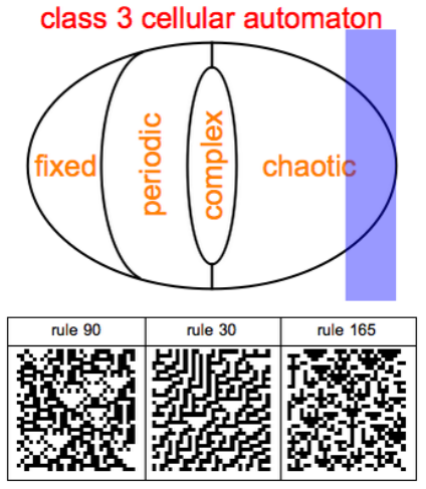 class 3 cellular automaton
fixed
periodic
complex
chaotic
rule 90
rule 30
rule 165